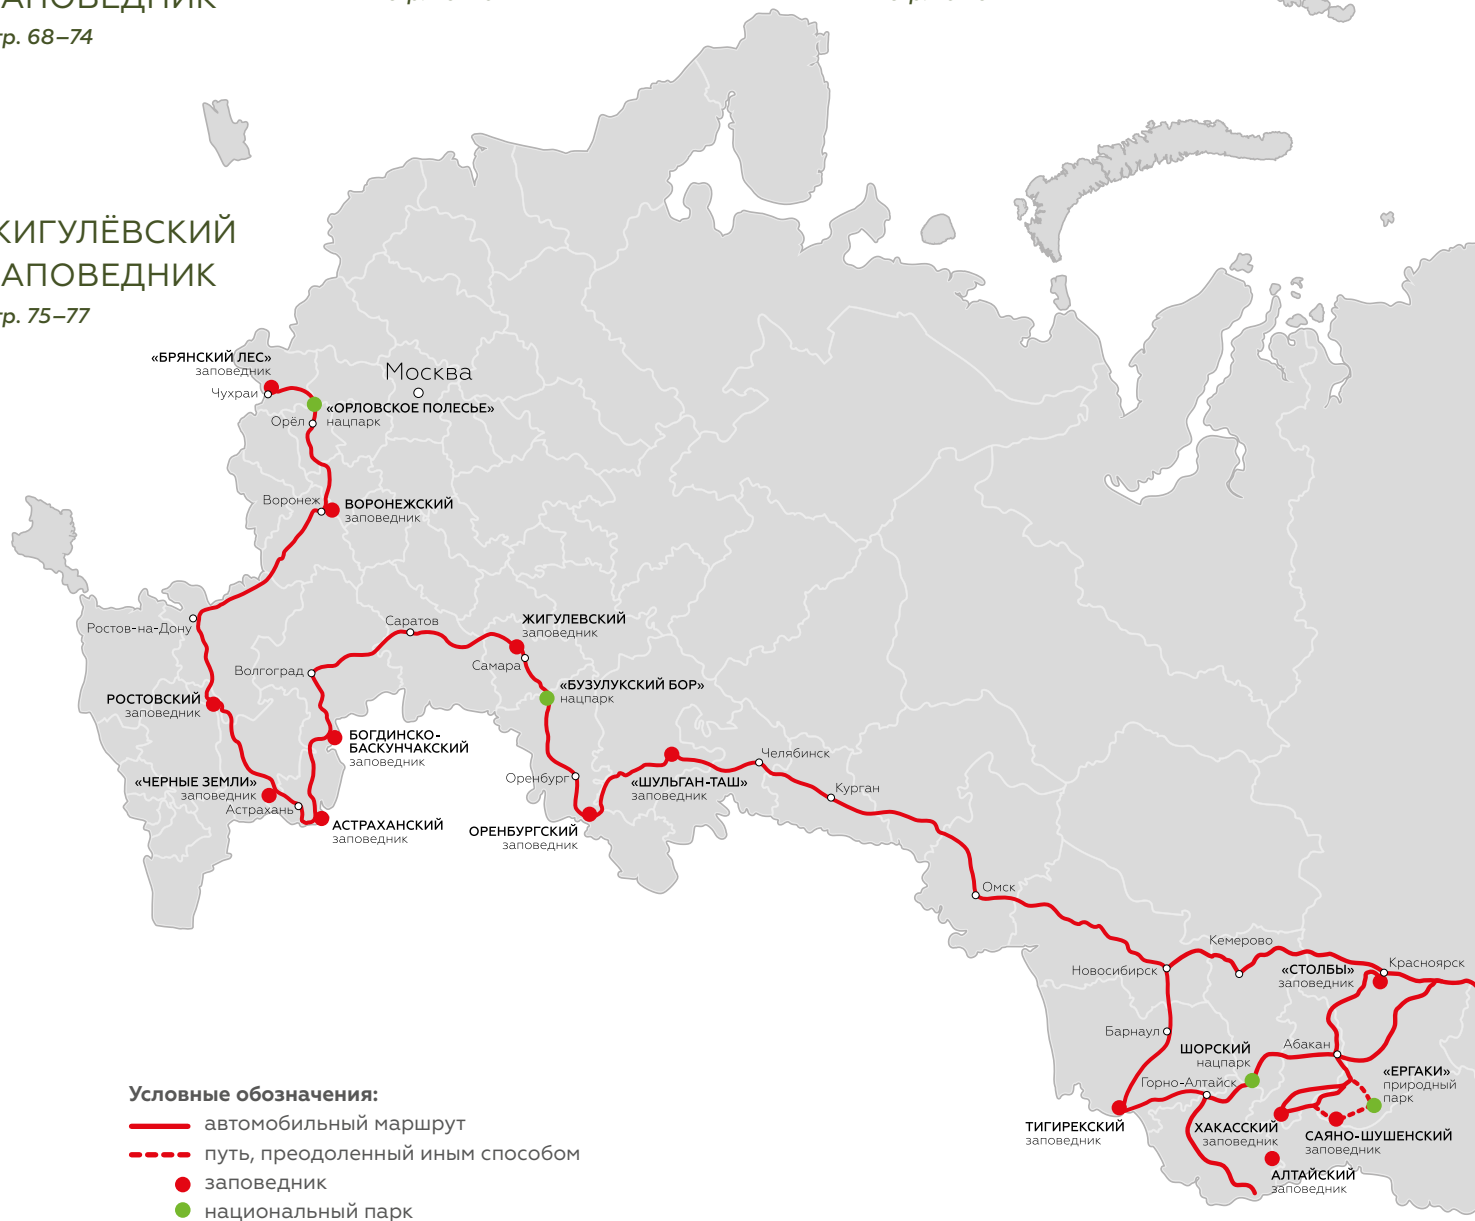 АПОВЕДНИК
тр. 68–74
КИГУЛЁВСКИЙ
АПОВЕДНИК
тр. 75–77
«БРЯНСКИЙ ЛЕС»
заповедник
Чухраи
Москва
«ОРЛОВСКОЕ ПОЛЕСЬЕ»
нацпарк
Орёл
Воронеж
ВОРОНЕЖСКИЙ
заповедник
Ростов-на-Дону
Саратов
ЖИГУЛЕВСКИЙ
заповедник
Самара
Волгоград
«БУЗУЛУКСКИЙ БОР»
нацпарк
РОСТОВСКИЙ
заповедник
БОГДИНСКО-
БАСКУНЧАКСКИЙ
заповедник
«ЧЕРНЫЕ ЗЕМЛИ»
заповедник
Астрахань
АСТРАХАНСКИЙ
заповедник
Оренбург
ОРЕНБУРГСКИЙ
заповедник
«ШУЛЬГАН-ТАШ»
заповедник
Челябинск
Курган
Омск
Новосибирск
Кемерово
«СТОЛБЫ»
заповедник
Красноярск
Барнаул
ШОРСКИЙ
нацпарк
Абакан
Горно-Алтайск
«ЕРГАКИ»
природный
парк
ТИГИРЕКСКИЙ
заповедник
ХАКАССКИЙ
заповедник
САЯНО-ШУШЕНСКИЙ
заповедник
АЛТАЙСКИЙ
заповедник
Условные обозначения:
автомобильный маршрут
путь, преодоленный иным способом
заповедник
национальный парк